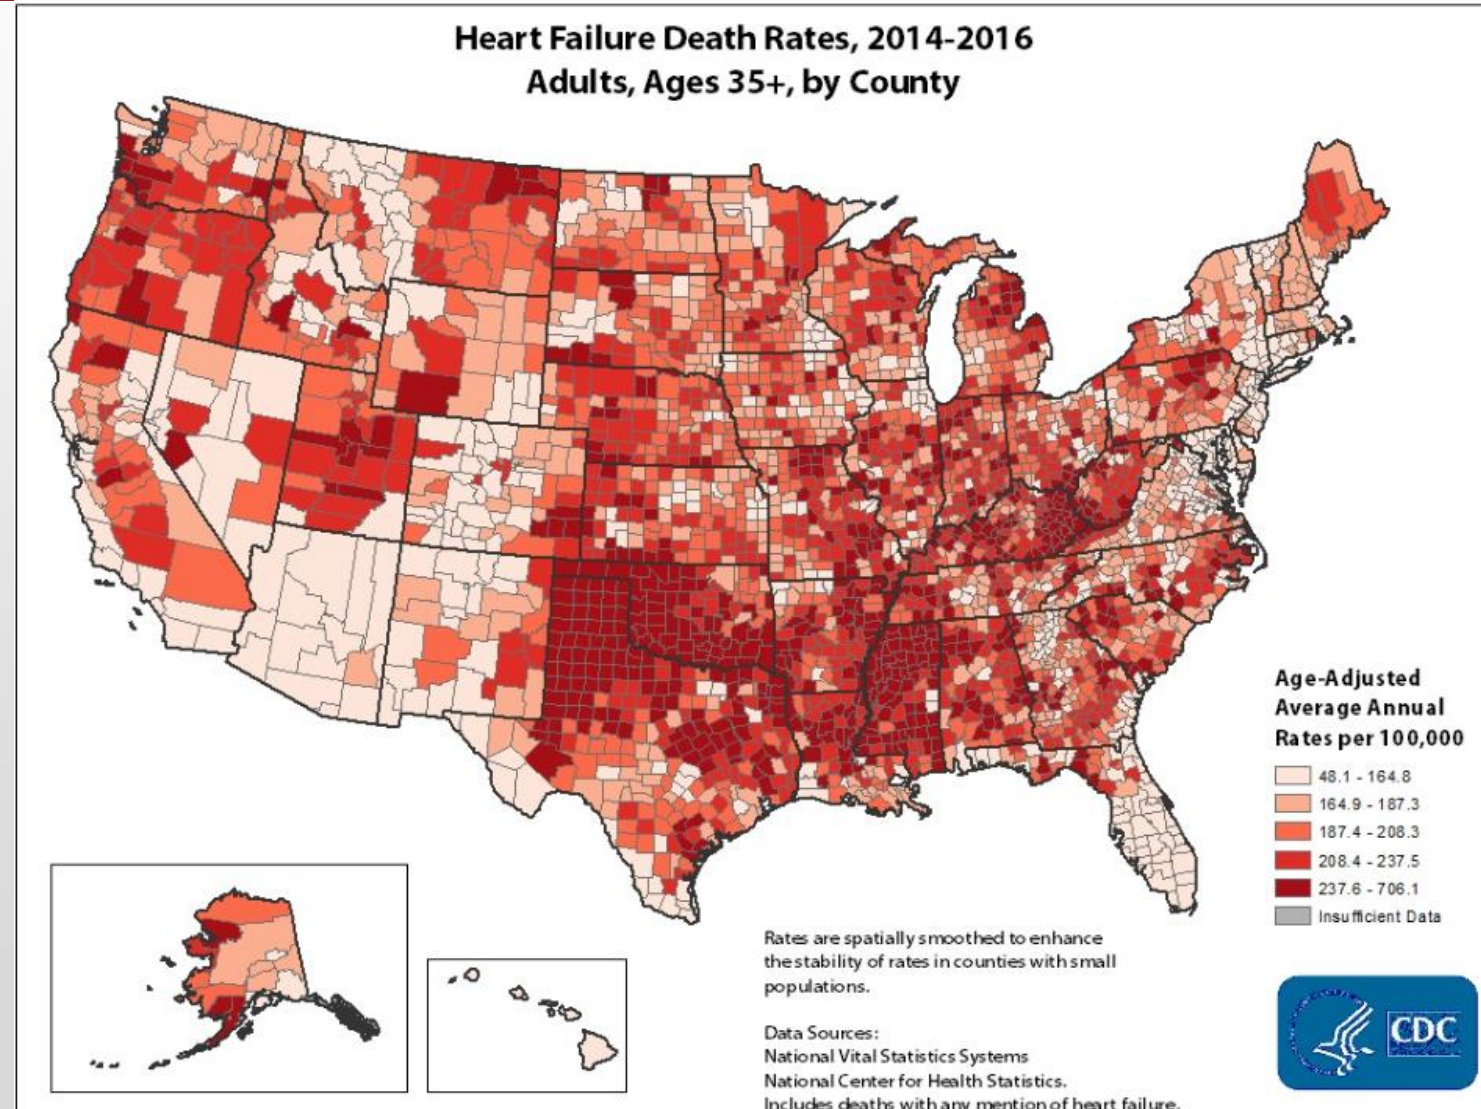 Heart Failure Death Rates, 2014-2016
Adults, Ages 35+, by County
Age-Adjusted
Average Annual
Rates per 100,000
48.1 - 164.8
164.9 - 187.3
187.4 - 208.3
208.4 - 237.5
237.6 - 706.1
Insufficient Data
Rates are spatially smoothed to enhance
the stability of rates in counties with small
populations.
Data Sources:
National Vital Statistics Systems
National Center for Health Statistics.
Includes deaths with any mention of heart failure.
CDC